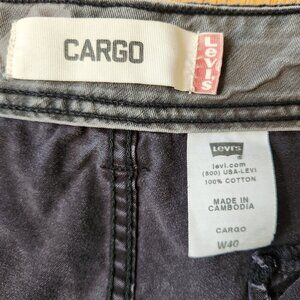 CARGO
Levi's
Levi's
levi.com
(800) USA-LEVI
100% COTTON
MADE IN
CAMBODIA
CARGO
W40